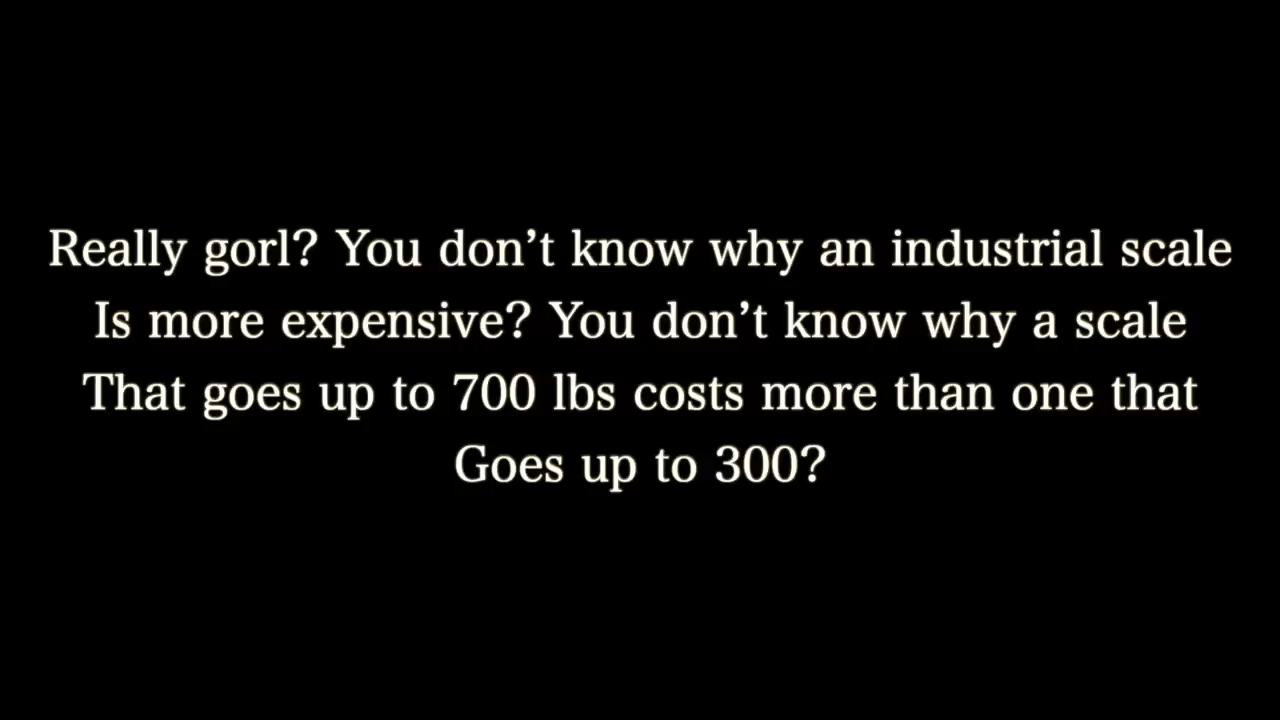 Really gorl? You don’t know why an industrial scale
Is more expensive? You don’t know why a scale
That goes up to 700 lbs costs more than one that
Goes up to 300?